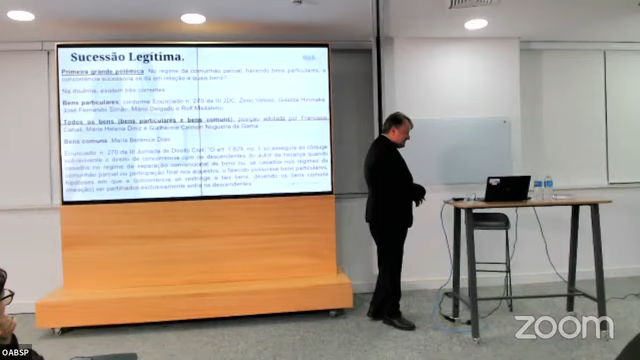 Sucessão Legítima.
Primeira grande polêmica: No regime da comunhão parcial, havendo bens particulares, a
concorrência sucessória se dá em relação a quais bens?
Na doutrina, existem três correntes:
Bens particulares: conforme Enunciado n. 270 da III JDC, Zeno Veloso, Giselda Hironaka,
José Fernando Simão, Mário Delgado e Rolf Madaleno.
Todos os bens (bens particulares e bens comuns): posição adotada por Francisco
Cahali, Maria Helena Diniz e Guilherme Calmon Nogueira da Gama.
Bens comuns: Maria Berenice Dias.
Enunciado n. 270 da III Jornada de Direito Civil: "O art. 1.829, inc. I, só assegura ao cônjuge
sobrevivente o direito de concorrência com os descendentes do autor da herança quando
casados no regime da separação convencional de bens ou, se casados nos regimes da
comunhão parcial ou participação final nos aquestos, o falecido possuísse bens particulares,
hipóteses em que a concorrência se restringe a tais bens, devendo os bens comuns
(meação) ser partilhados exclusivamente entre os descendentes.
zoom
OABSP